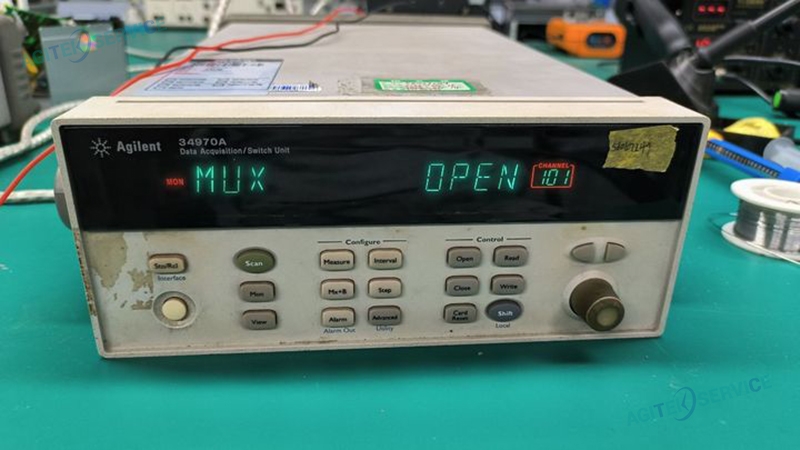 AGITEK SERVICE
Agilent
34970A
Data Acquisition/Switch Unit
MON
MUX
OPEN
CHANNEL
101
Configure
Control
Sto/Rcl
Interface
Scan
Measure
Interval
Open
Read
Mon
Mx+B
Step
Close
Write
View
Alarm
Advanced
Card Reset
Shift
Alarm Out
Utility
Local
AGITEK SERVICE